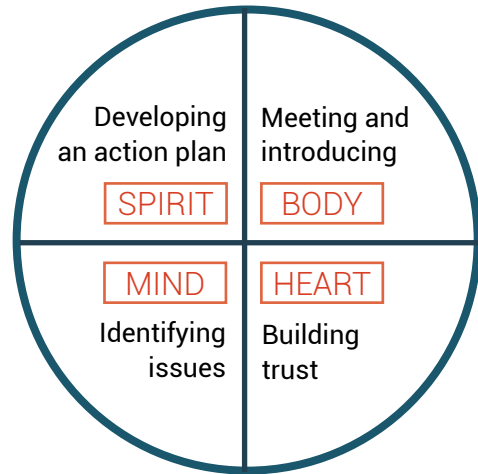 Developing
an action plan
SPIRIT
Meeting and
introducing
BODY
MIND
Identifying
issues
HEART
Building
trust